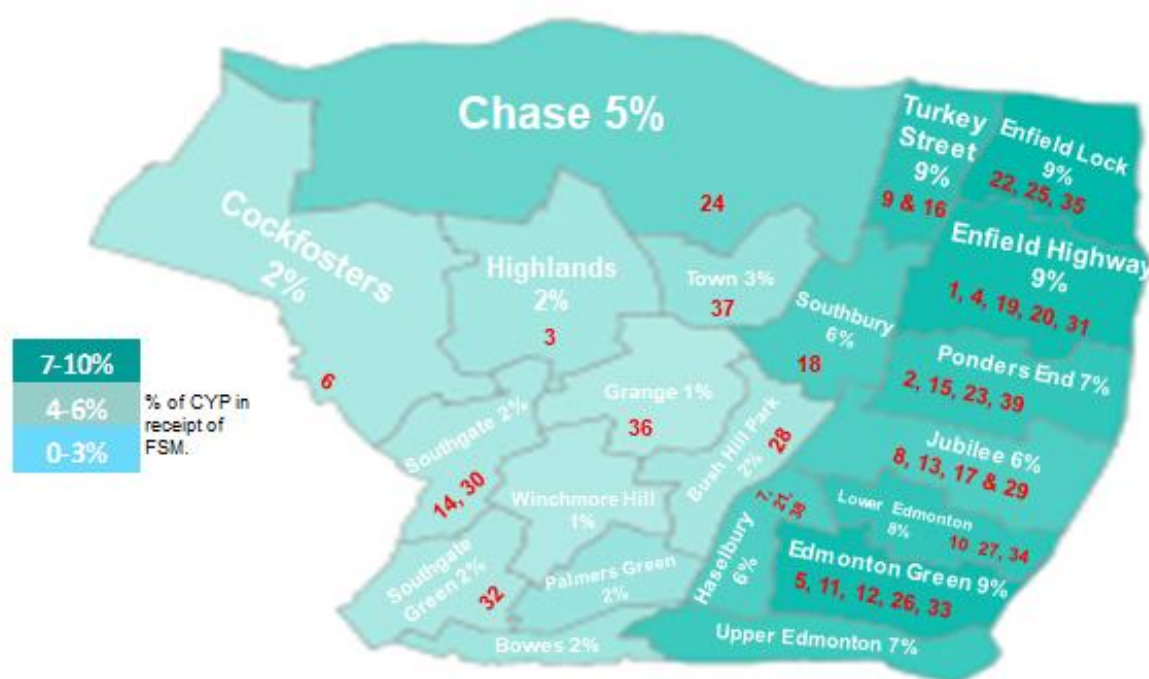 Chase 5%
24
Turkey
Street
9%
9 & 16
Enfield Lock
9%
22, 25, 35
Cockfosters
2%
6
Highlands
2%
3
Town 3%
37
Southbury
6%
18
Enfield Highway
9%
1, 4, 19, 20, 31
Ponders End 7%
2, 15, 23, 39
7-10%
4-6%
0-3%
% of CYP in
receipt of
FSM.
Grange 1%
36
Southgate 2%
14, 30
Bush Hill Park
2%
28
Jubilee 6%
8, 13, 17 & 29
Winchmore Hill
1%
7,
21,
38
Haselbury
6%
Lower Edmonton
8%
10 27, 34
Edmonton Green 9%
5, 11, 12, 26, 33
Southgate
Green 2%
32
Palmers Green
2%
Bowes 2%
Upper Edmonton 7%